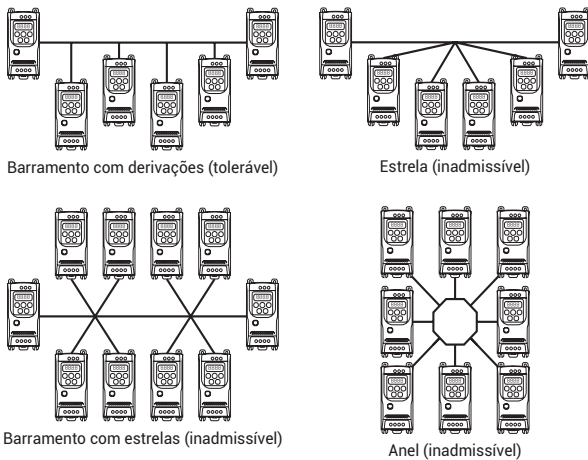 Barramento com derivações (tolerável)
Estrela (inadmissível)
Barramento com estrelas (inadmissível)
Anel (inadmissível)